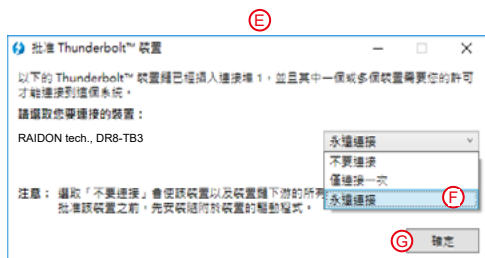 E
批准 Thunderbolt™ 裝置
以下的 Thunderbolt™ 裝置鏈已經插入連接埠 1，並且其中一個或多個裝置需要您的許可
才能連接到這個系統。
請選取您要連接的裝置：
RAIDON tech., DR8-TB3
永遠連接
不要連接
僅連接一次
永遠連接
F
注意： 選取「不要連接」會使該裝置以及裝置鏈下游的所
批准該裝置之前，先安裝隨附於裝置的驅動程式。
G
確定